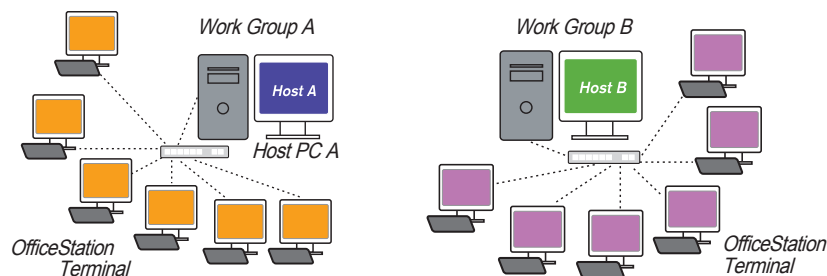 Work Group A
Host A
Host PC A
OfficeStation
Terminal
Work Group B
Host B
OfficeStation
Terminal